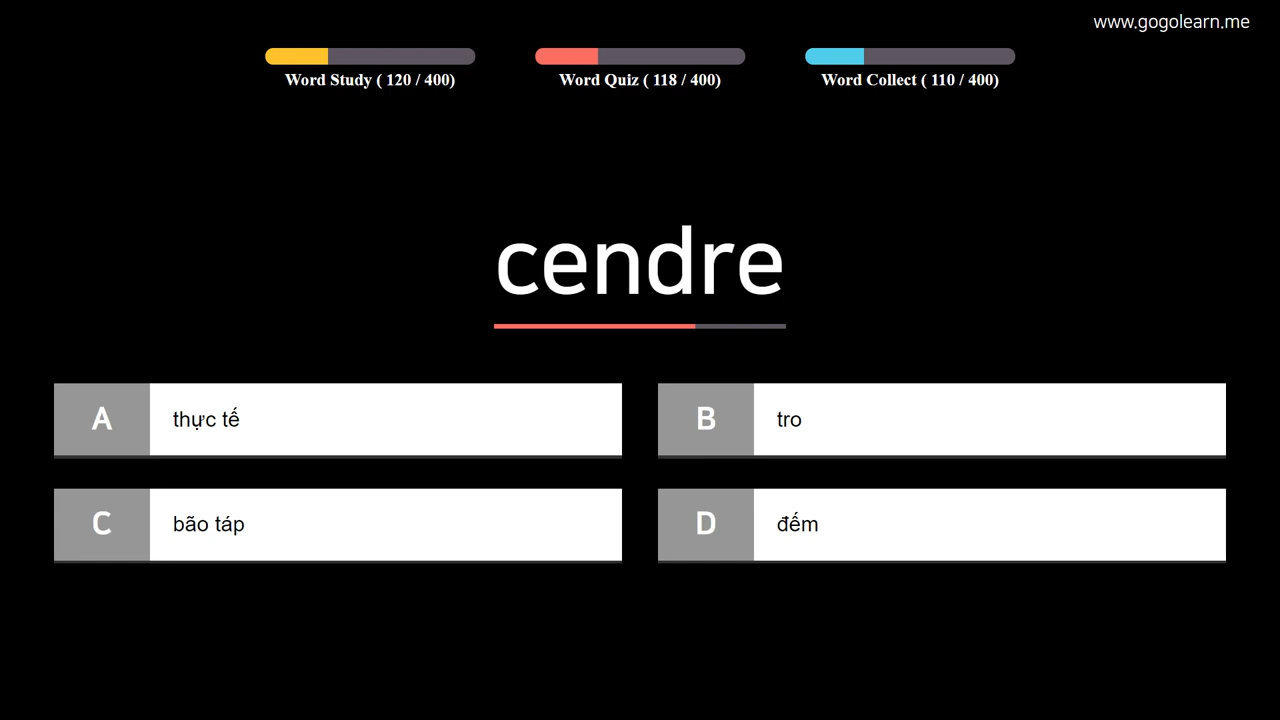 www.gogolearn.me
Word Study ( 120 / 400)
Word Quiz ( 118 / 400)
Word Collect ( 110 / 400)
cendre
A
thực tế
B
tro
C
bão táp
D
đếm